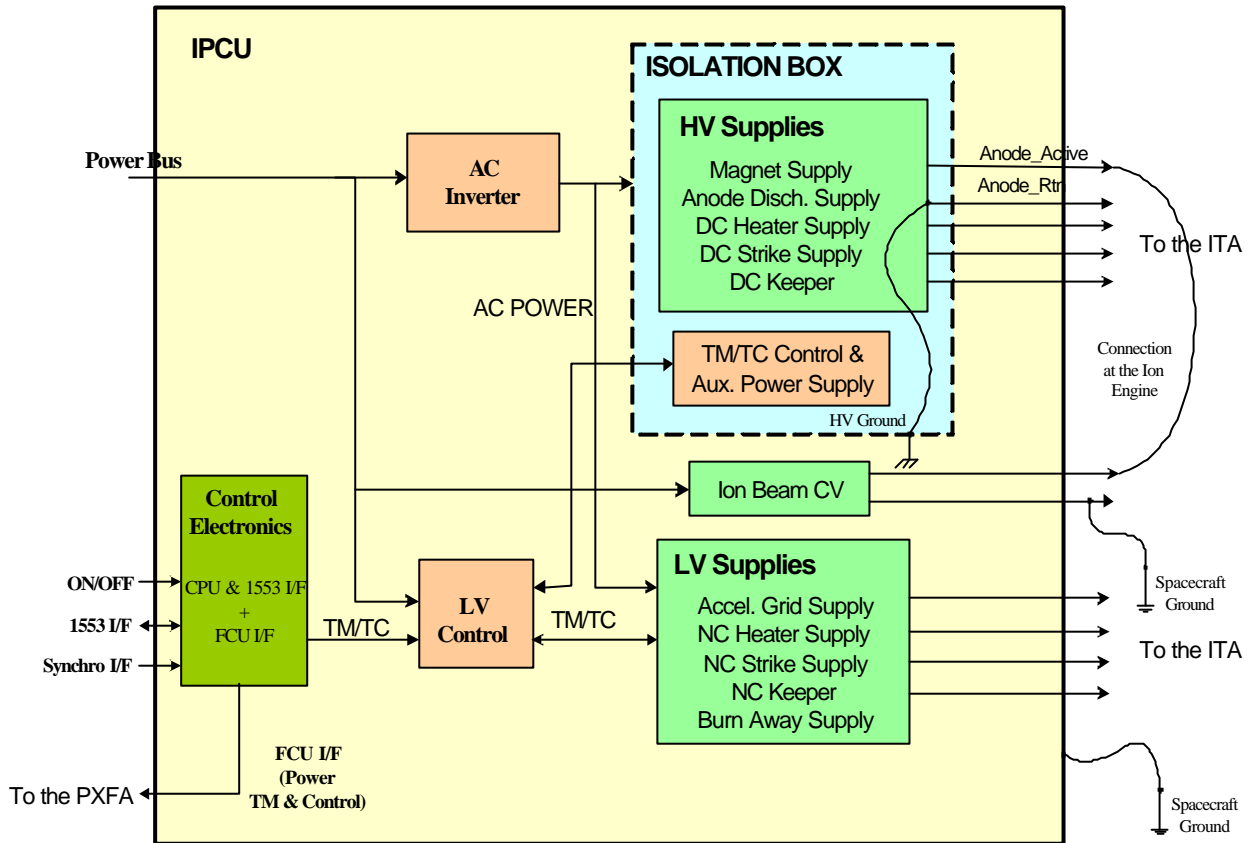 IPCU
ISOLATION BOX
HV Supplies
Magnet Supply
Anode Disch. Supply
DC Heater Supply
DC Strike Supply
DC Keeper
Power Bus
AC
Inverter
Anode_Active
Anode_Rtn
To the ITA
AC POWER
TM/TC Control &
Aux. Power Supply
HV Ground
Connection
at the Ion
Engine
Ion Beam CV
Control
Electronics
CPU & 1553 I/F
+
FCU I/F
ON/OFF
1553 I/F
Synchro I/F
TM/TC
LV
Control
TM/TC
LV Supplies
Accel. Grid Supply
NC Heater Supply
NC Strike Supply
NC Keeper
Burn Away Supply
Spacecraft
Ground
To the ITA
FCU I/F
(Power
TM & Control)
To the PXFA
Spacecraft
Ground